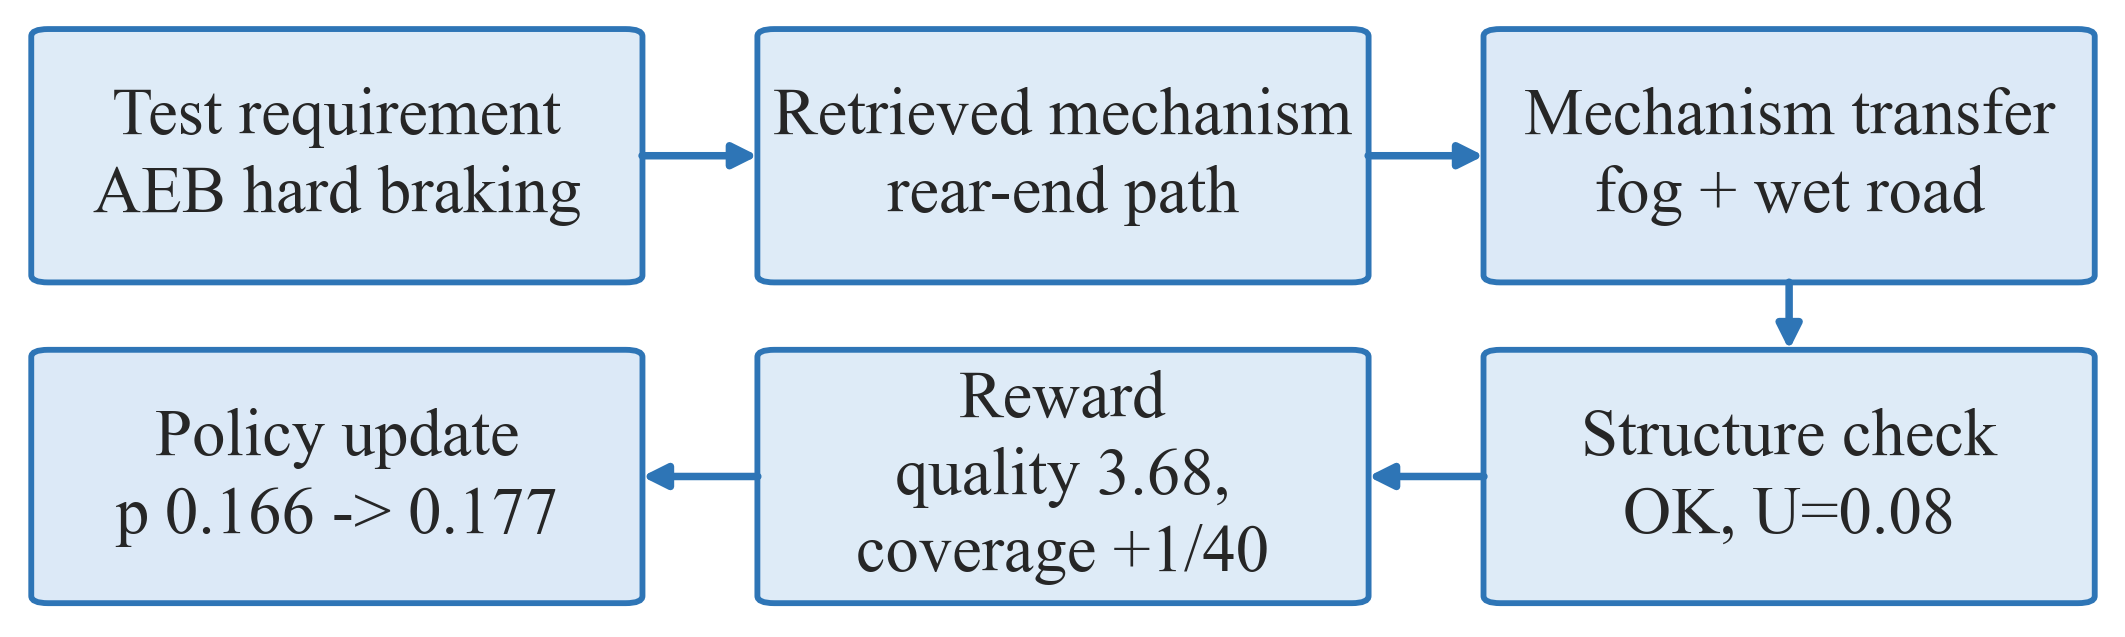 Test requirement
AEB hard braking
Retrieved mechanism
rear-end path
Mechanism transfer
fog + wet road
Structure check
OK, U=0.08
Reward
quality 3.68,
coverage +1/40
Policy update
p 0.166 -> 0.177